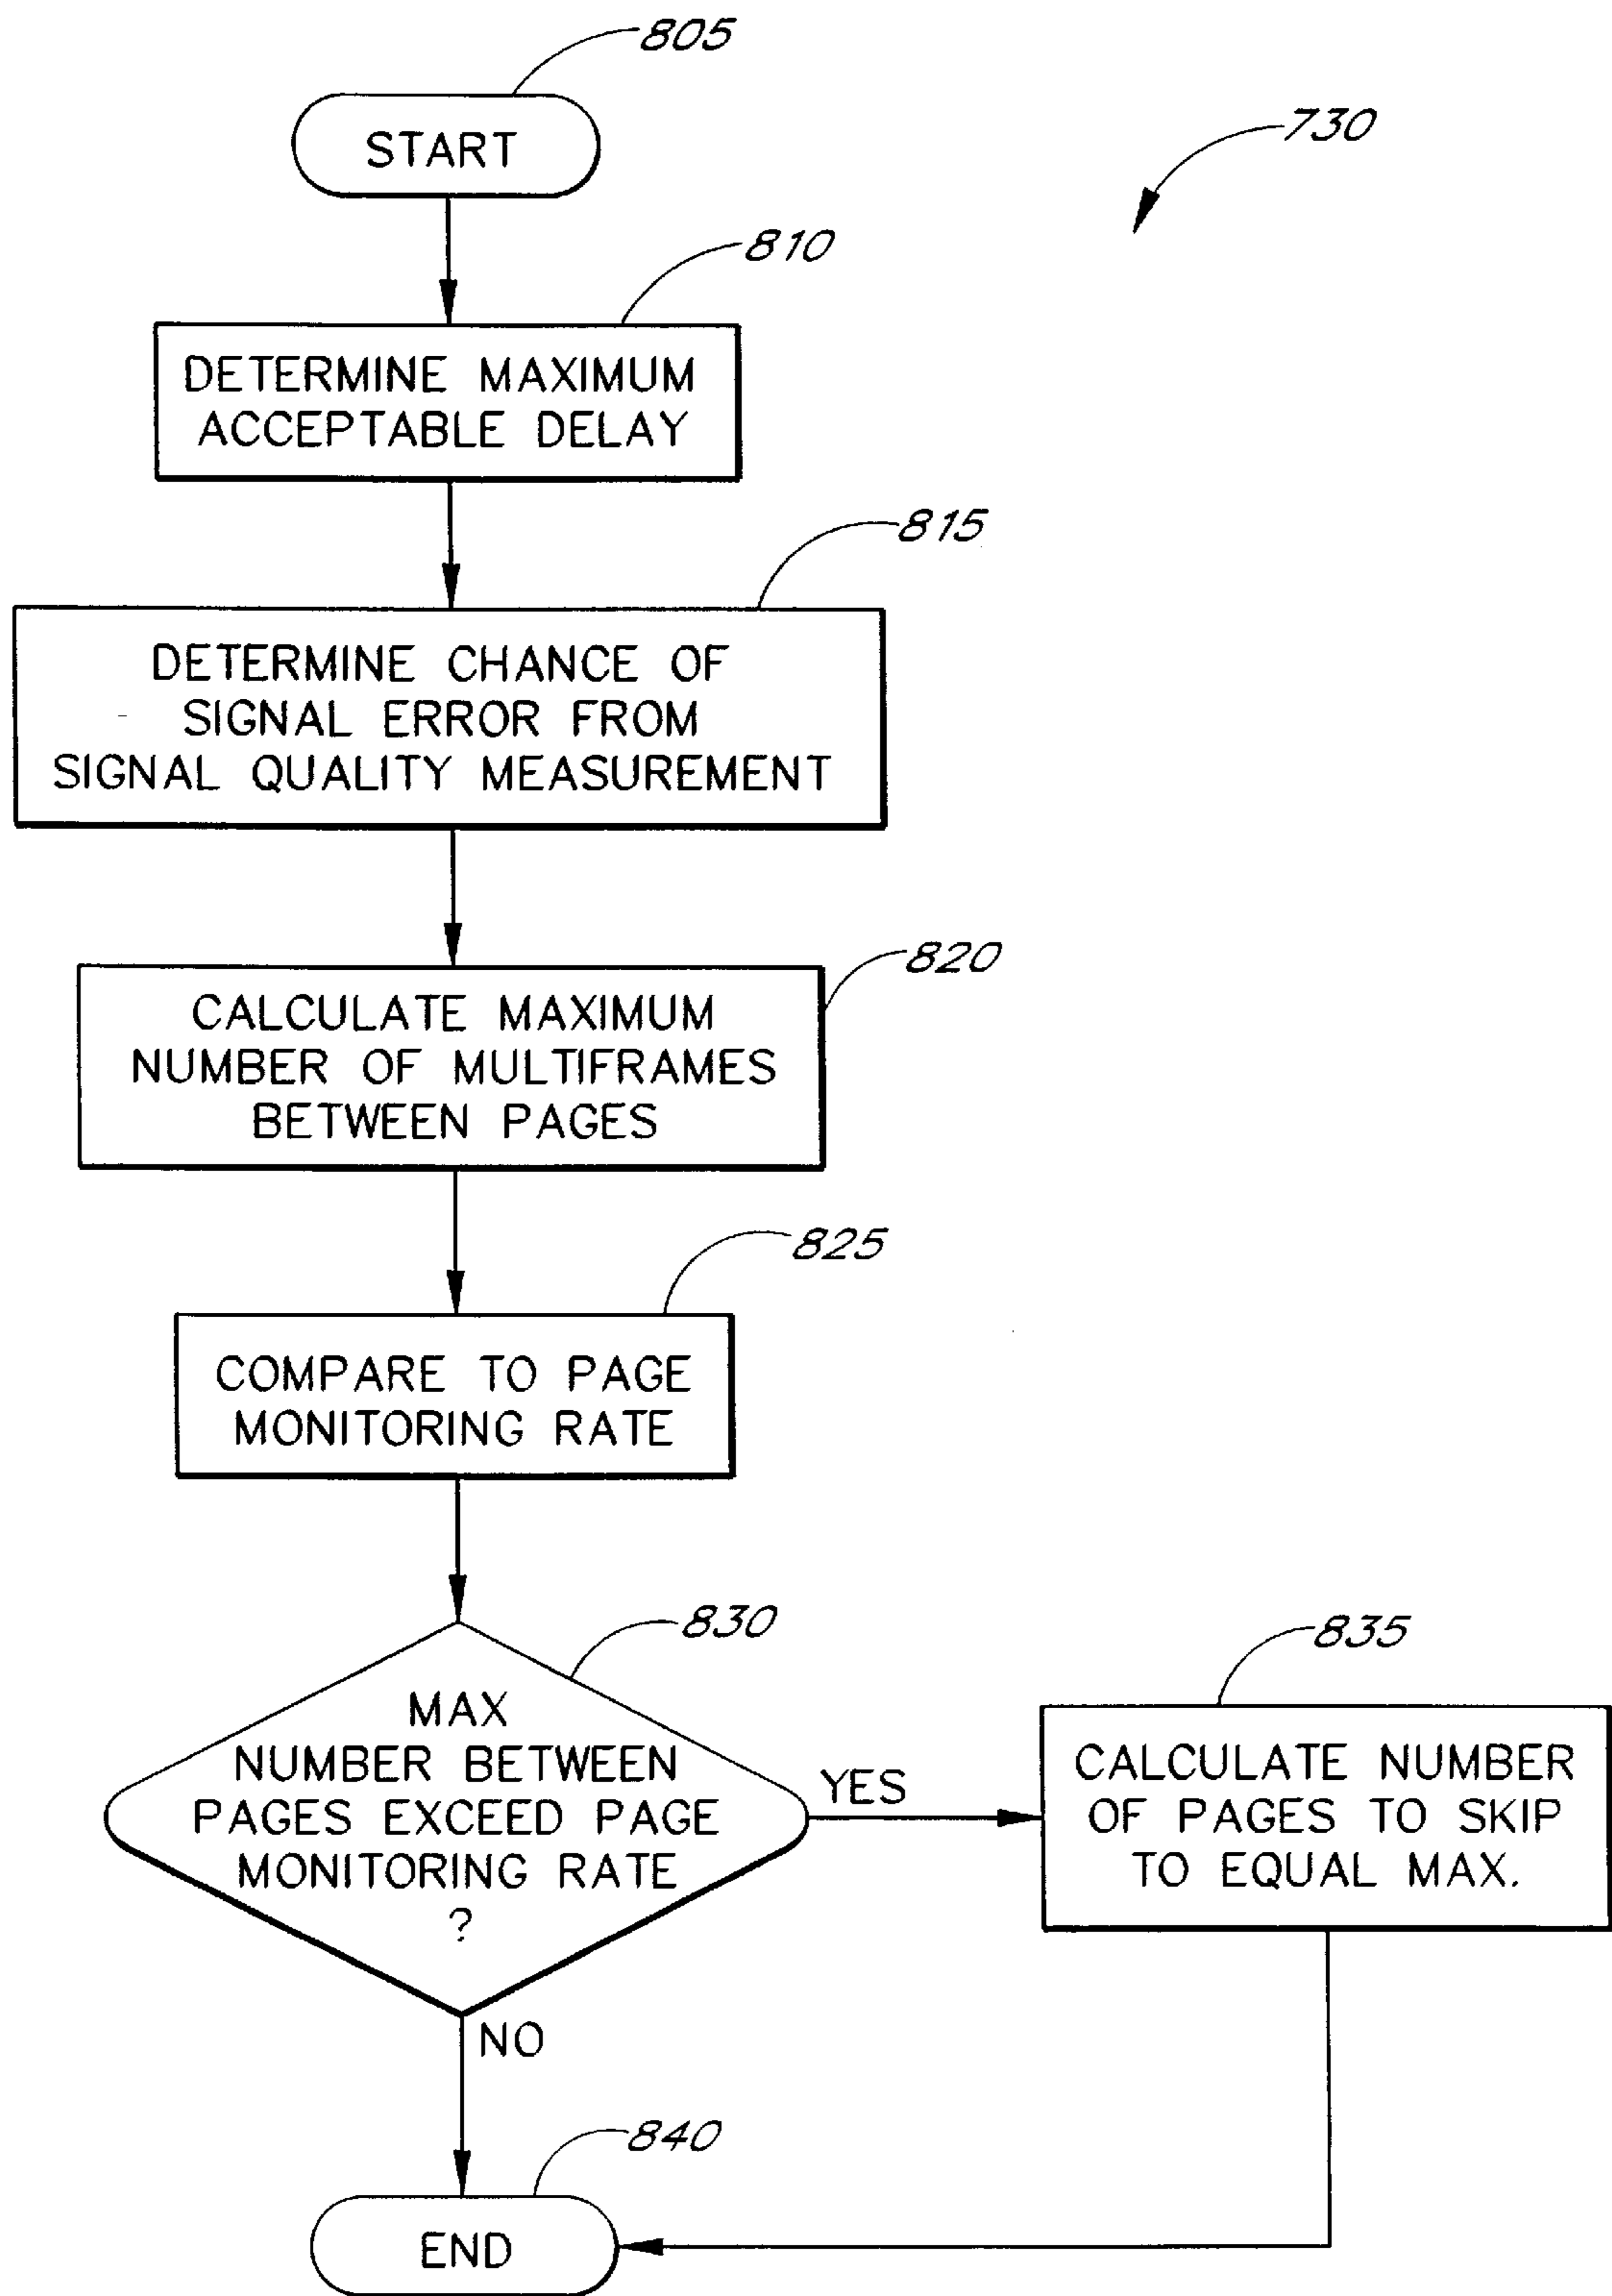 805
START
730
810
DETERMINE MAXIMUM
ACCEPTABLE DELAY
815
DETERMINE CHANCE OF
SIGNAL ERROR FROM
SIGNAL QUALITY MEASUREMENT
820
CALCULATE MAXIMUM
NUMBER OF MULTIFRAMES
BETWEEN PAGES
825
COMPARE TO PAGE
MONITORING RATE
830
MAX
NUMBER BETWEEN
PAGES EXCEED PAGE
MONITORING RATE
?
YES
835
CALCULATE NUMBER
OF PAGES TO SKIP
TO EQUAL MAX.
NO
840
END